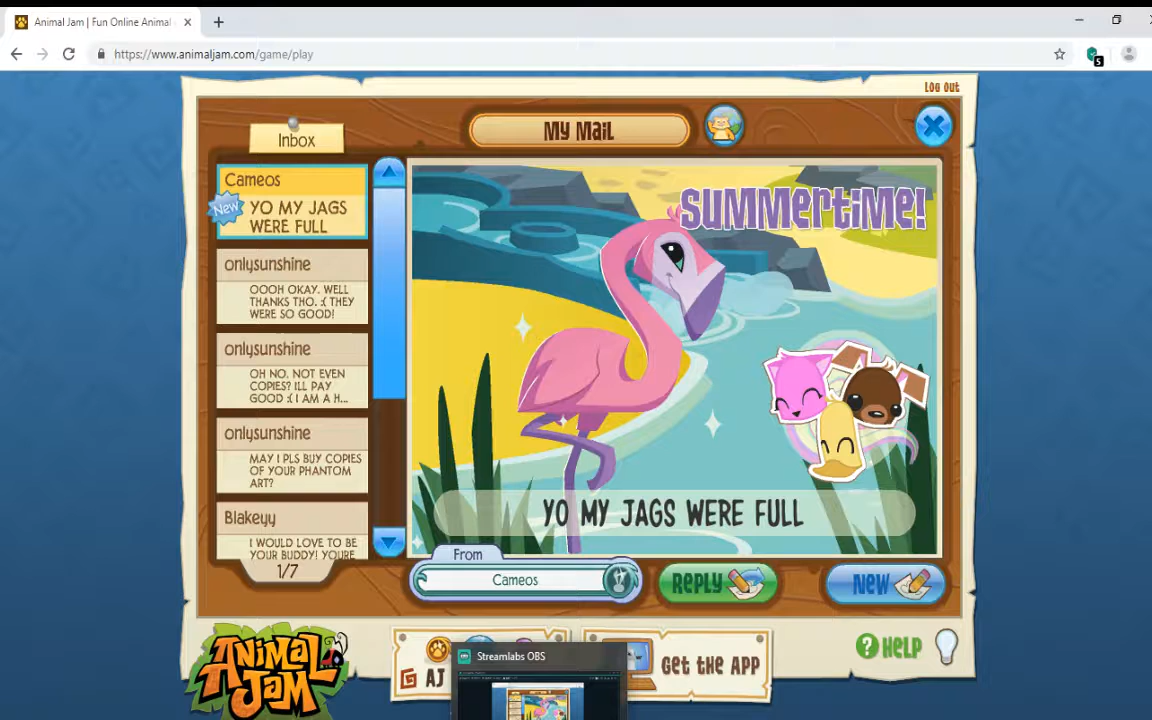 Animal Jam | Fun Online Animal
https://www.animaljam.com/game/play
5
LOG OUT
Inbox
MY MAIL
Cameos
New
YO MY JAGS
WERE FULL
onlysunshine
OOOH OKAY. WELL
THANKS THO. :( THEY
WERE SO GOOD!
onlysunshine
OH NO. NOT EVEN
COPIES? ILL PAY
GOOD :( I AM A H...
onlysunshine
MAY I PLS BUY COPIES
OF YOUR PHANTOM
ART?
Blakeyy
I WOULD LOVE TO BE
YOUR BUDDY! YOURE
1/7
SUMMERTIME!
YO MY JAGS WERE FULL
From
Cameos
REPLY
NEW
ANIMAL
JAM
AJ
Streamlabs OBS
GET THE APP
HELP